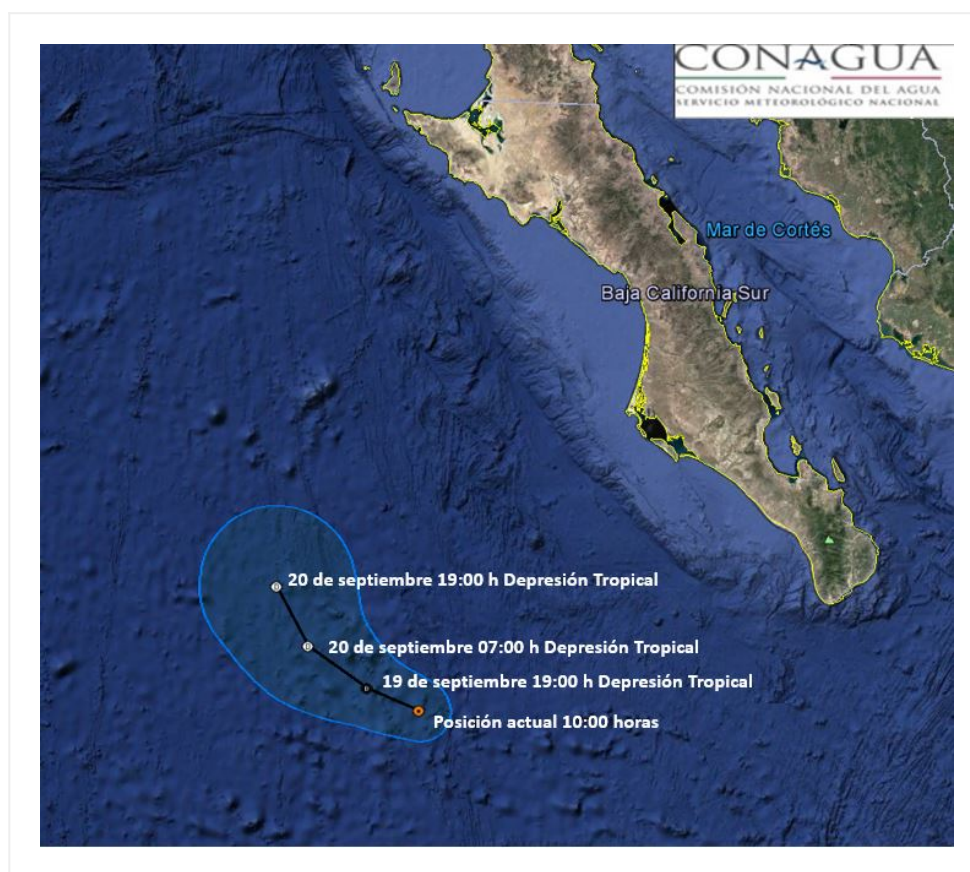 CONAGUA
COMISIÓN NACIONAL DEL AGUA
SERVICIO METEOROLÓGICO NACIONAL
Mar de Cortés
Baja California Sur
20 de septiembre 19:00 h Depresión Tropical
20 de septiembre 07:00 h Depresión Tropical
19 de septiembre 19:00 h Depresión Tropical
Posición actual 10:00 horas